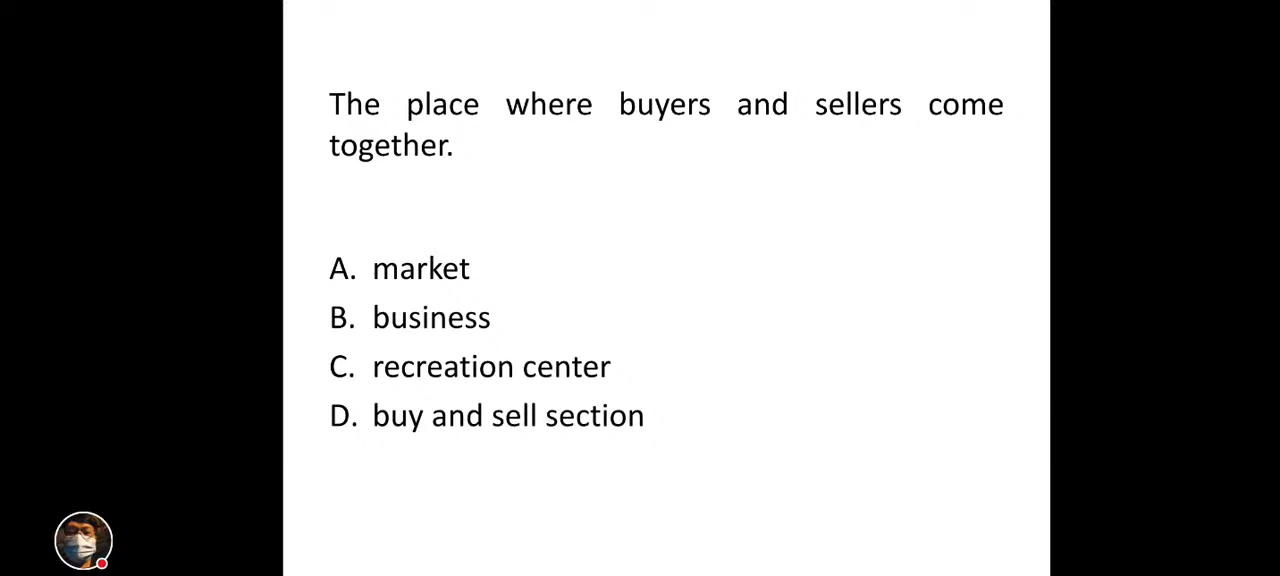 The place where buyers and sellers come
together.
A. market
B. business
C. recreation center
D. buy and sell section